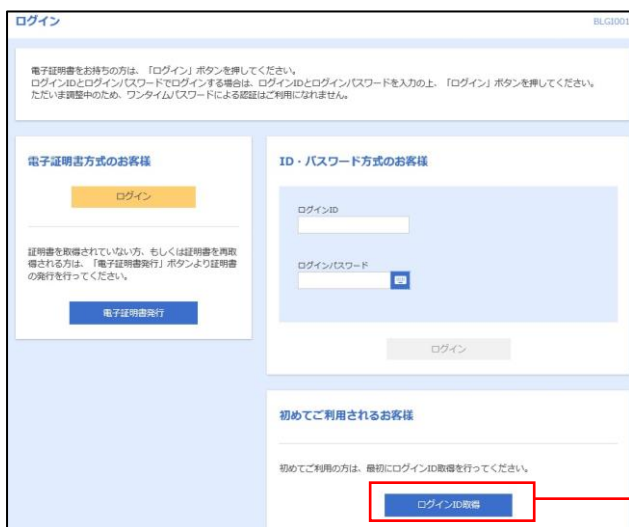 ログイン
BLGI001
電子証明書をお持ちの方は、「ログイン」ボタンを押してください。
ログインIDとログインパスワードでログインする場合は、ログインIDとログインパスワードを入力の上、「ログイン」ボタンを押してください。
ただいま調整中のため、ワンタイムパスワードによる認証はご利用になれません。
電子証明書方式のお客様
ログイン
証明書を取得されていない方、もしくは証明書を再取
得される方は、「電子証明書発行」ボタンより証明書
の発行を行ってください。
電子証明書発行
ID・パスワード方式のお客様
ログインID
ログインパスワード
ログイン
初めてご利用されるお客様
初めてご利用の方は、最初にログインID取得を行ってください。
ログインID取得